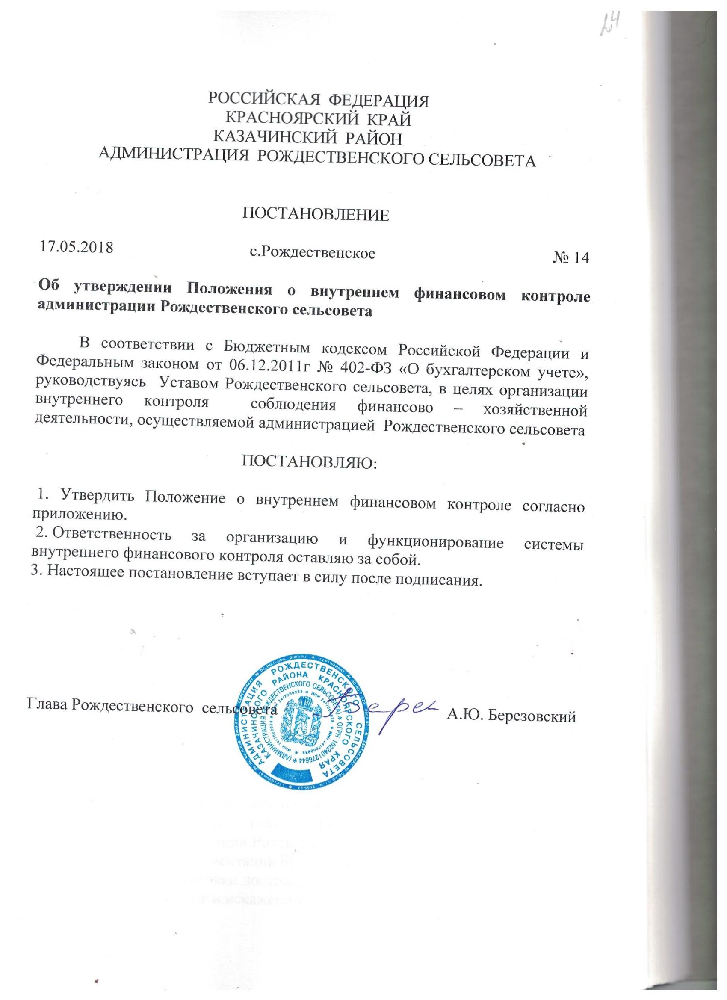 24
РОССИЙСКАЯ ФЕДЕРАЦИЯ
КРАСНОЯРСКИЙ КРАЙ
КАЗАЧИНСКИЙ РАЙОН
АДМИНИСТРАЦИЯ РОЖДЕСТВЕНСКОГО СЕЛЬСОВЕТА
ПОСТАНОВЛЕНИЕ
17.05.2018 с.Рождественское № 14
Об утверждении Положения о внутреннем финансовом контроле
администрации Рождественского сельсовета
В соответствии с Бюджетным кодексом Российской Федерации и
Федеральным законом от 06.12.2011г № 402-ФЗ «О бухгалтерском учете»,
руководствуясь Уставом Рождественского сельсовета, в целях организации
внутреннего контроля соблюдения финансово – хозяйственной
деятельности, осуществляемой администрацией Рождественского сельсовета
ПОСТАНОВЛЯЮ:
1. Утвердить Положение о внутреннем финансовом контроле согласно
приложению.
2. Ответственность за организацию и функционирование системы
внутреннего финансового контроля оставляю за собой.
3. Настоящее постановление вступает в силу после подписания.
Глава Рождественского сельсовета А.Ю. Березовский
АДМИНИСТРАЦИЯ РОЖДЕСТВЕНСКОГО СЕЛЬСОВЕТА
КАЗАЧИНСКОГО РАЙОНА КРАСНОЯРСКОГО КРАЯ
(АДМИНИСТРАЦИЯ РОЖДЕСТВЕНСКОГО СЕЛЬСОВЕТА) * ОГРН 1022401276644 *
ИНН 2417000938 * ИНН 2417000938 * ИНН 2417000938 *